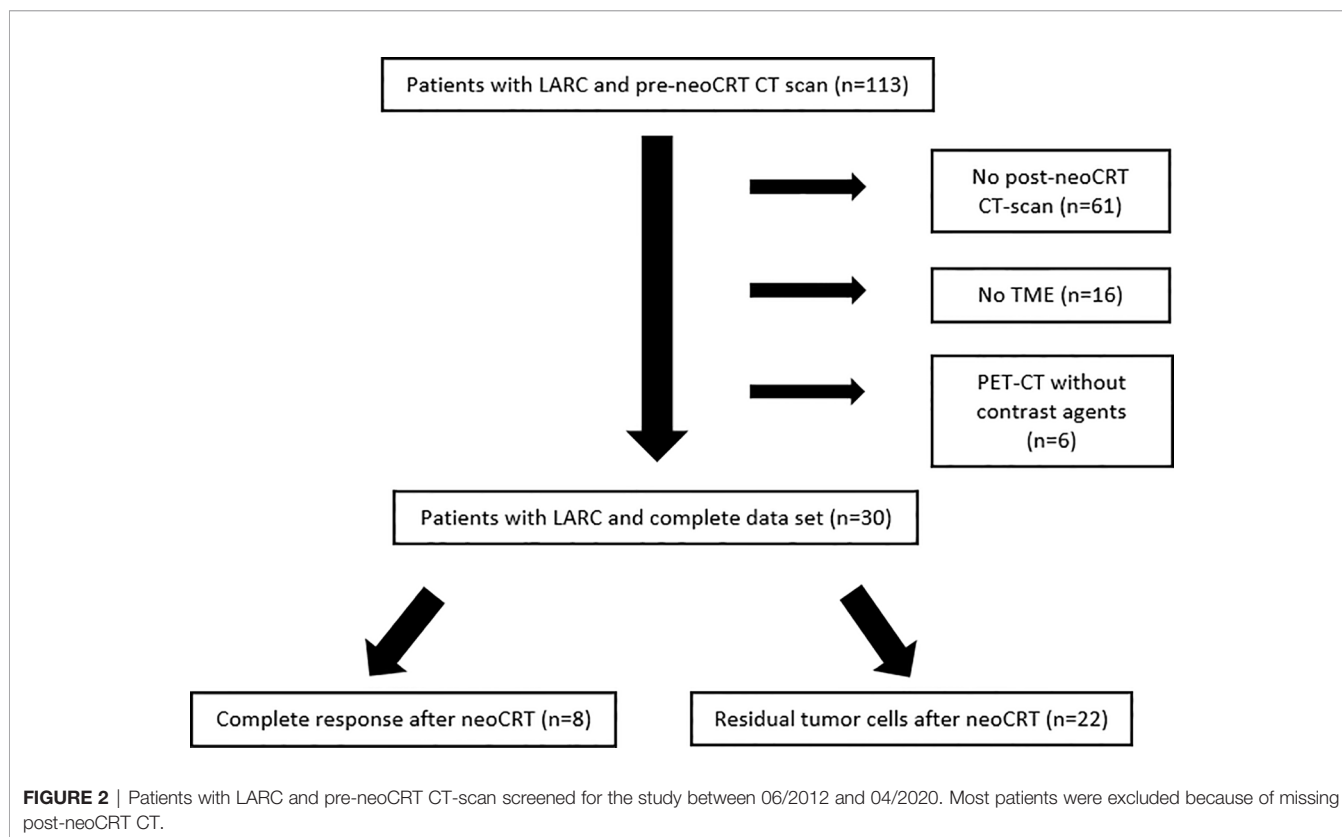 Patients with LARC and pre-neoCRT CT scan (n=113)
No post-neoCRT
CT-scan (n=61)
No TME (n=16)
PET-CT without
contrast agents
(n=6)
Patients with LARC and complete data set (n=30)
Complete response after neoCRT (n=8)
Residual tumor cells after neoCRT (n=22)
FIGURE 2 | Patients with LARC and pre-neoCRT CT-scan screened for the study between 06/2012 and 04/2020. Most patients were excluded because of missing
post-neoCRT CT.